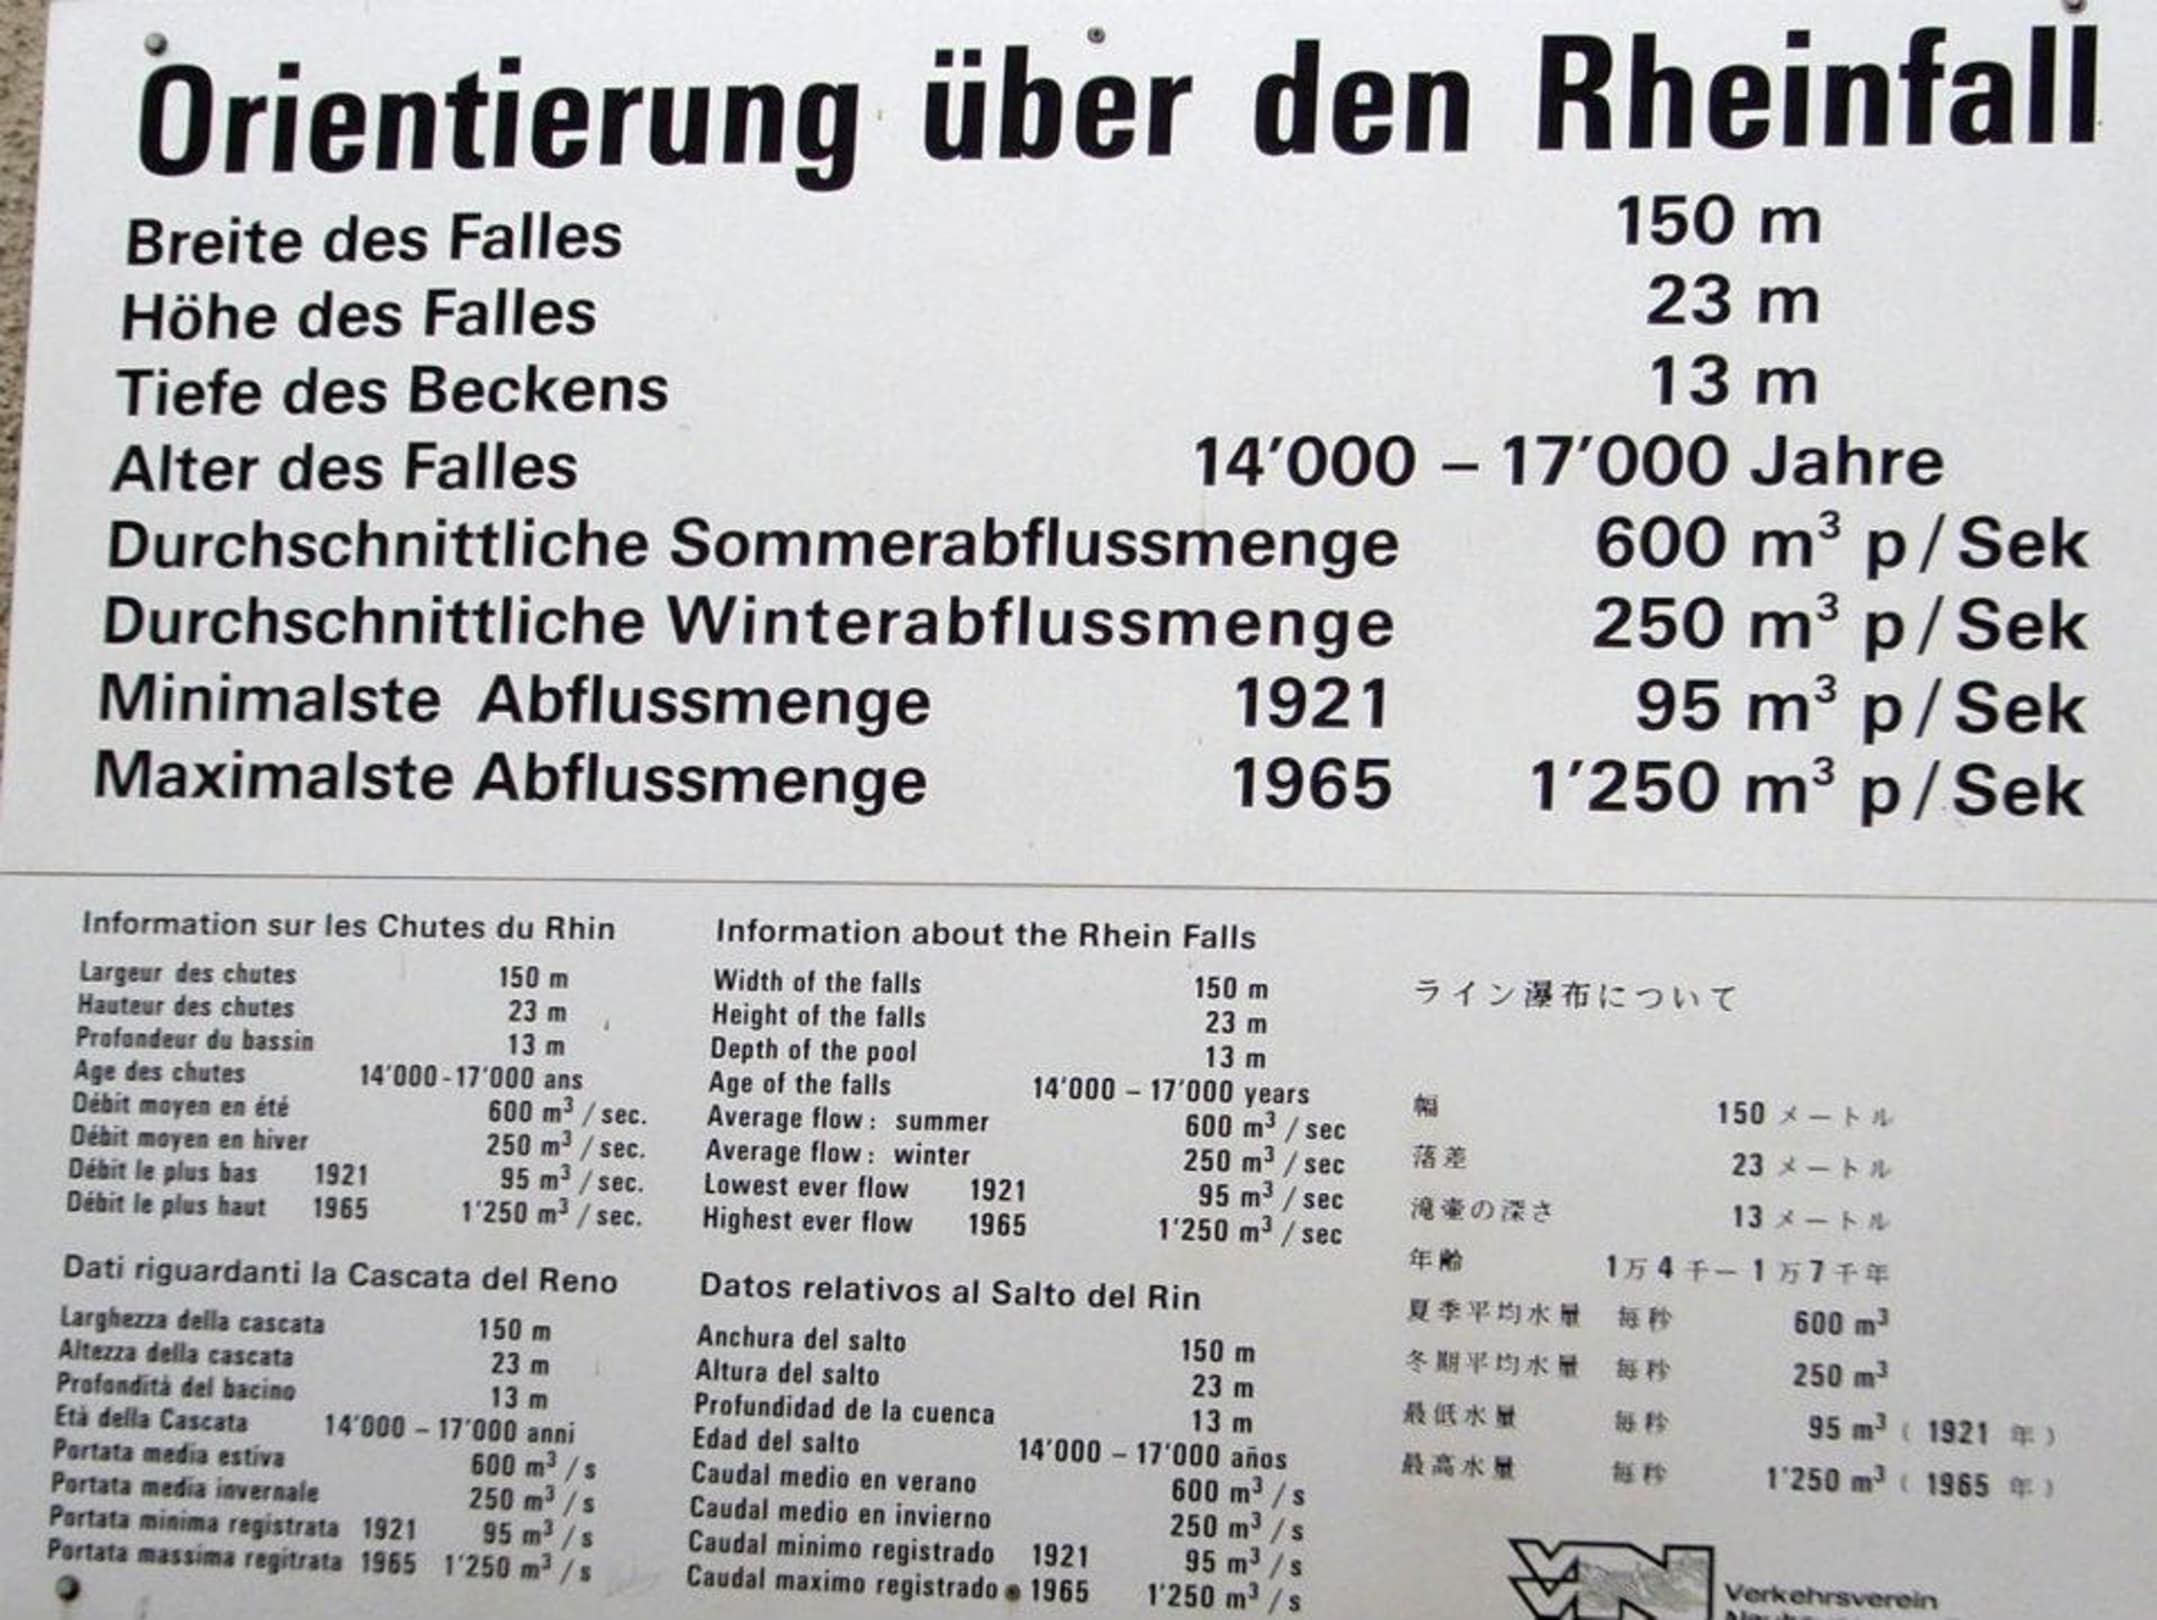 Orientierung über den Rheinfall
Breite des Falles 150 m
Höhe des Falles 23 m
Tiefe des Beckens 13 m
Alter des Falles 14'000 – 17'000 Jahre
Durchschnittliche Sommerabflussmenge 600 m³ p/Sek
Durchschnittliche Winterabflussmenge 250 m³ p/Sek
Minimalste Abflussmenge 1921 95 m³ p/Sek
Maximalste Abflussmenge 1965 1'250 m³ p/Sek
Information sur les Chutes du Rhin
Largeur des chutes 150 m
Hauteur des chutes 23 m
Profondeur du bassin 13 m
Age des chutes 14'000-17'000 ans
Débit moyen en été 600 m³/sec.
Débit moyen en hiver 250 m³/sec.
Débit le plus bas 1921 95 m³/sec.
Débit le plus haut 1965 1'250 m³/sec.
Information about the Rhein Falls
Width of the falls 150 m
Height of the falls 23 m
Depth of the pool 13 m
Age of the falls 14'000 – 17'000 years
Average flow: summer 600 m³/sec
Average flow: winter 250 m³/sec
Lowest ever flow 1921 95 m³/sec
Highest ever flow 1965 1'250 m³/sec
Dati riguardanti la Cascata del Reno
Larghezza della cascata 150 m
Altezza della cascata 23 m
Profondità del bacino 13 m
Età della Cascata 14'000 – 17'000 anni
Portata media estiva 600 m³/s
Portata media invernale 250 m³/s
Portata minima registrata 1921 95 m³/s
Portata massima regitrata 1965 1'250 m³/s
Datos relativos al Salto del Rin
Anchura del salto 150 m
Altura del salto 23 m
Profundidad de la cuenca 13 m
Edad del salto 14'000 – 17'000 años
Caudal medio en verano 600 m³/s
Caudal medio en invierno 250 m³/s
Caudal minimo registrado 1921 95 m³/s
Caudal maximo registrado 1965 1'250 m³/s
ライン瀑布について
幅 150 メートル
落差 23 メートル
滝壷の深さ 13 メートル
年齢 1万4千ー1万7千年
夏季平均水量 毎秒 600 m³
冬期平均水量 毎秒 250 m³
最低水量 毎秒 95 m³ (1921 年)
最高水量 毎秒 1'250 m³ (1965 年)
Verkehrsverein